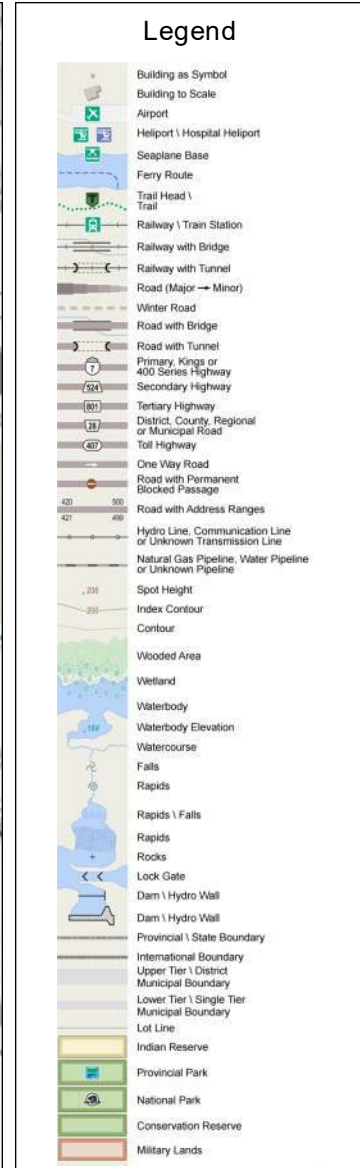 Legend
Building as Symbol
Building to Scale
Airport
Heliport \ Hospital Heliport
Seaplane Base
Ferry Route
Trail Head \
Trail
Railway \ Train Station
Railway with Bridge
Railway with Tunnel
Road (Major → Minor)
Winter Road
Road with Bridge
Road with Tunnel
7
Primary, Kings or
400 Series Highway
524 Secondary Highway
801 Tertiary Highway
28
District, County, Regional
or Municipal Road
407 Toll Highway
One Way Road
Road with Permanent
Blocked Passage
420 500
Road with Address Ranges
421 499
Hydro Line, Communication Line
or Unknown Transmission Line
Natural Gas Pipeline, Water Pipeline
or Unknown Pipeline
.208 Spot Height
200 Index Contour
Contour
Wooded Area
Wetland
Waterbody
.184 Waterbody Elevation
Watercourse
Falls
Rapids
Rapids \ Falls
Rapids
Rocks
Lock Gate
Dam \ Hydro Wall
Dam \ Hydro Wall
Provincial \ State Boundary
International Boundary
Upper Tier \ District
Municipal Boundary
Lower Tier \ Single Tier
Municipal Boundary
Lot Line
Indian Reserve
Provincial Park
National Park
Conservation Reserve
Military Lands